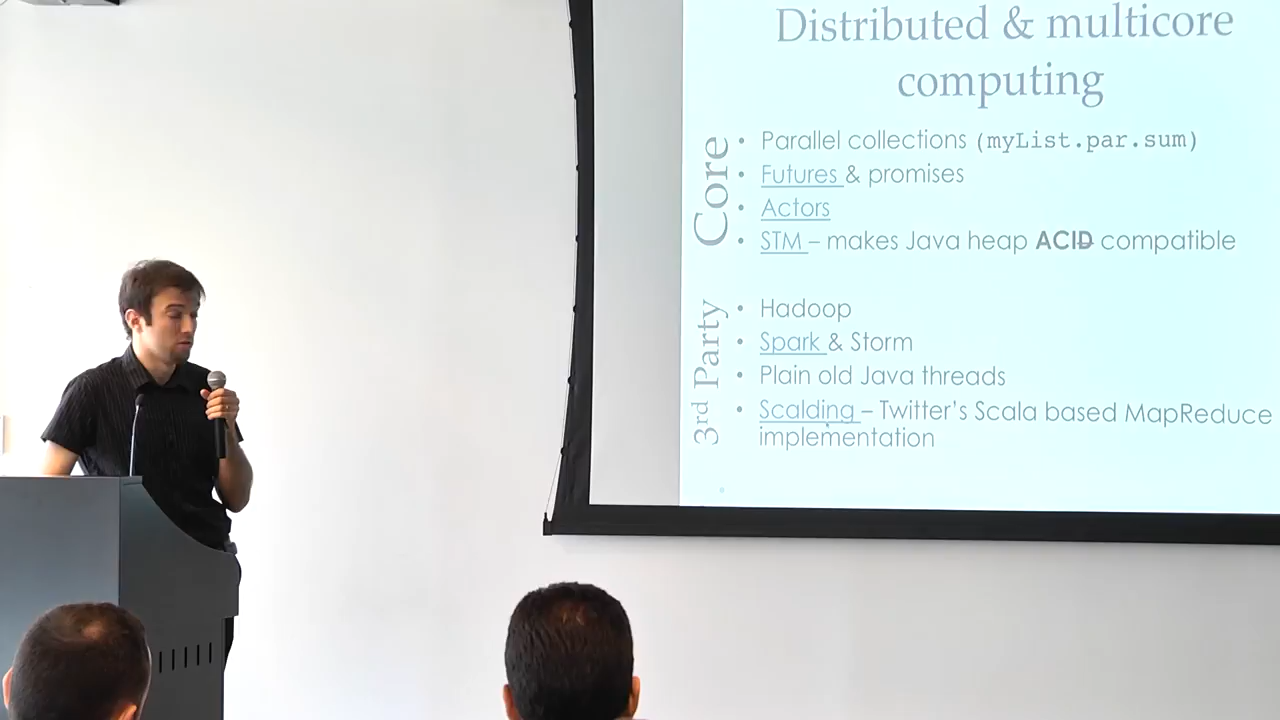 Distributed & multicore
computing
Core
• Parallel collections (myList.par.sum)
• Futures & promises
• Actors
• STM – makes Java heap ACID compatible
3rd Party
• Hadoop
• Spark & Storm
• Plain old Java threads
• Scalding – Twitter's Scala based MapReduce
implementation